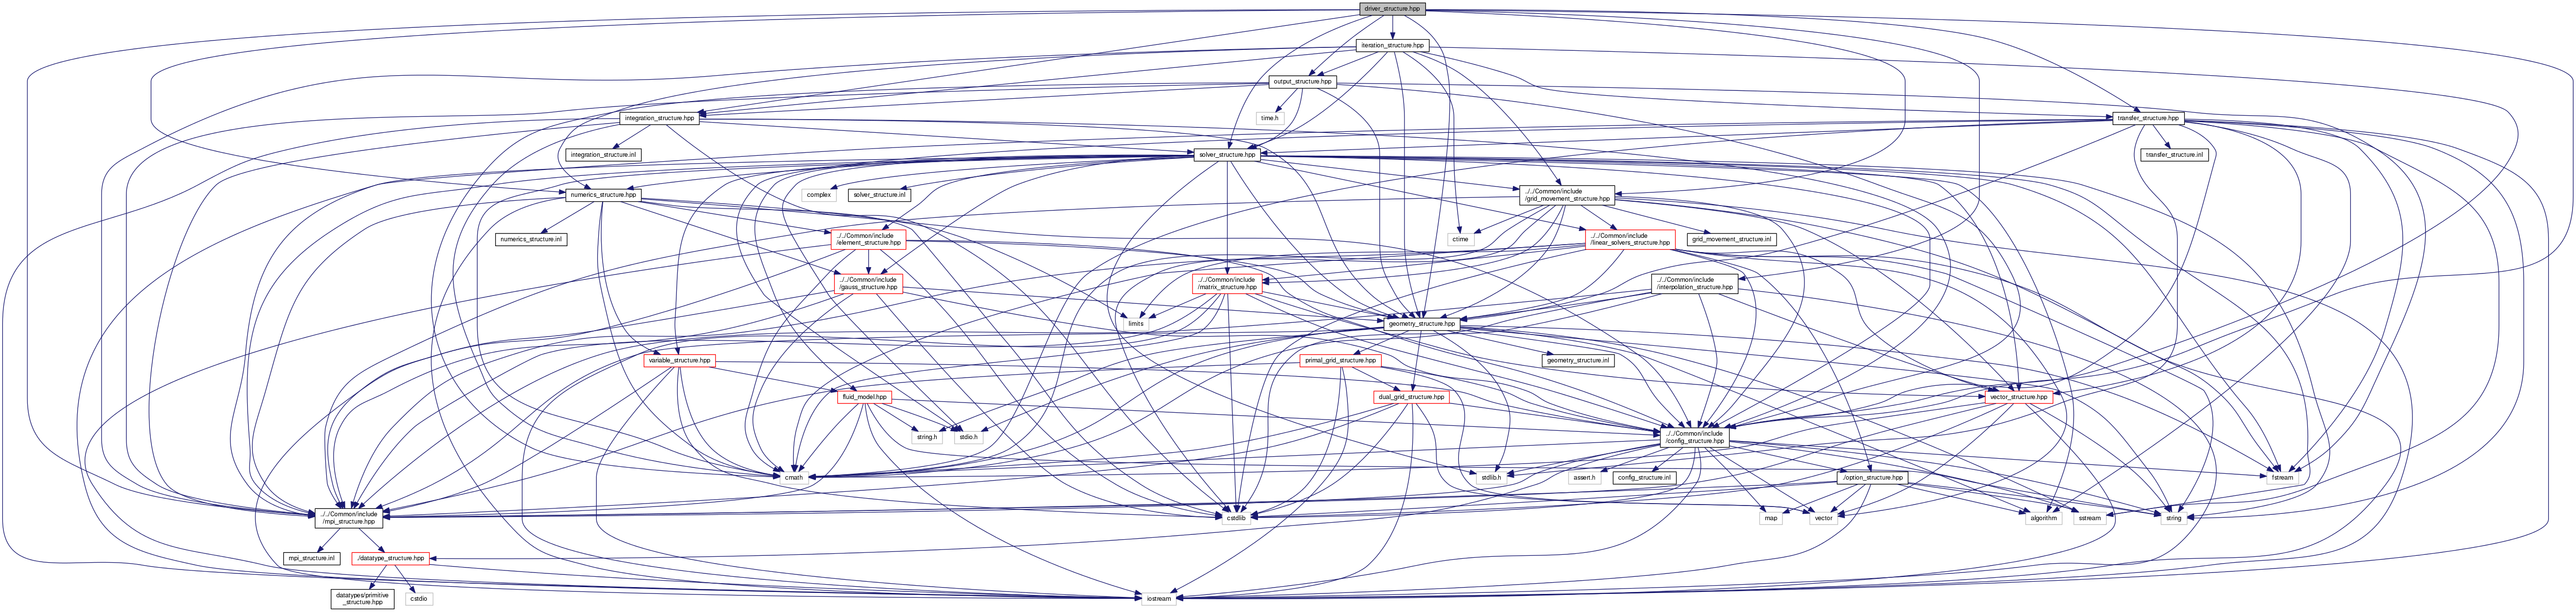 driver_structure.hpp
iteration_structure.hpp
output_structure.hpp
time.h
integration_structure.hpp
transfer_structure.hpp
integration_structure.inl
solver_structure.hpp
transfer_structure.inl
numerics_structure.hpp
complex
solver_structure.inl
../../Common/include
/grid_movement_structure.hpp
numerics_structure.inl
../../Common/include
/element_structure.hpp
ctime
../../Common/include
/linear_solvers_structure.hpp
grid_movement_structure.inl
../../Common/include
/gauss_structure.hpp
../../Common/include
/matrix_structure.hpp
../../Common/include
/interpolation_structure.hpp
limits
geometry_structure.hpp
variable_structure.hpp
primal_grid_structure.hpp
geometry_structure.inl
fluid_model.hpp
dual_grid_structure.hpp
vector_structure.hpp
string.h
stdio.h
../../Common/include
/config_structure.hpp
cmath
stdlib.h
assert.h
config_structure.inl
./option_structure.hpp
fstream
../../Common/include
/mpi_structure.hpp
cstdlib
map
vector
algorithm
sstream
string
mpi_structure.inl
./datatype_structure.hpp
datatypes/primitive
_structure.hpp
cstdio
iostream